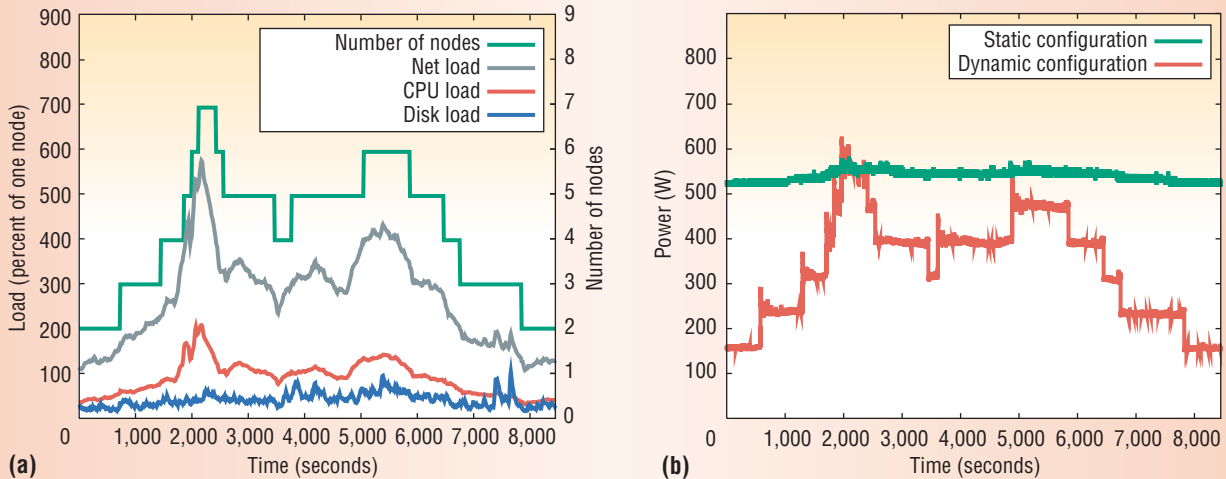 900
800
700
600
500
400
300
200
100
0
Load (percent of one node)
9
8
7
6
5
4
3
2
1
0
Number of nodes
Number of nodes
Net load
CPU load
Disk load
1,000 2,000 3,000 4,000 5,000 6,000 7,000 8,000
Time (seconds)
(a)
900
800
700
600
500
400
300
200
100
0
Power (W)
Static configuration
Dynamic configuration
1,000 2,000 3,000 4,000 5,000 6,000 7,000 8,000
Time (seconds)
(b)